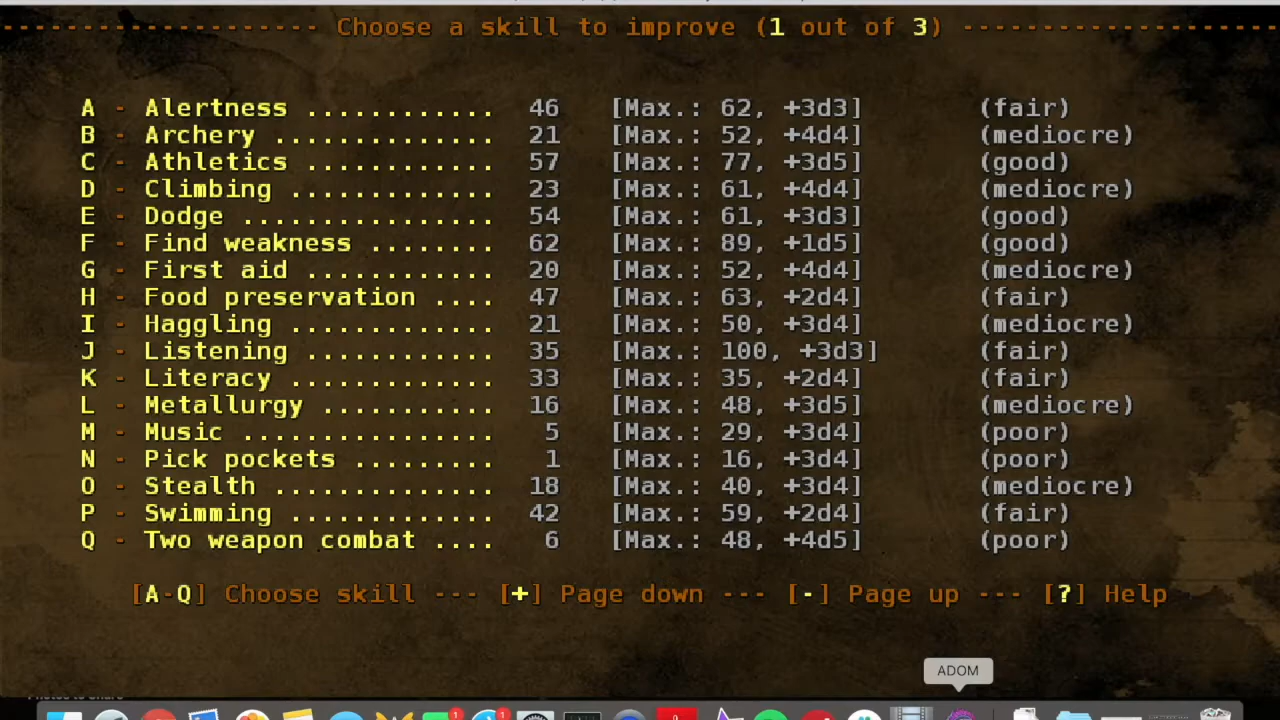 -------------------- Choose a skill to improve (1 out of 3) --------------------
A - Alertness ............ 46 [Max.: 62, +3d3] (fair)
B - Archery .............. 21 [Max.: 52, +4d4] (mediocre)
C - Athletics ............ 57 [Max.: 77, +3d5] (good)
D - Climbing ............. 23 [Max.: 61, +4d4] (mediocre)
E - Dodge ................ 54 [Max.: 61, +3d3] (good)
F - Find weakness ........ 62 [Max.: 89, +1d5] (good)
G - First aid ............ 20 [Max.: 52, +4d4] (mediocre)
H - Food preservation .... 47 [Max.: 63, +2d4] (fair)
I - Haggling ............. 21 [Max.: 50, +3d4] (mediocre)
J - Listening ............ 35 [Max.: 100, +3d3] (fair)
K - Literacy ............. 33 [Max.: 35, +2d4] (fair)
L - Metallurgy ........... 16 [Max.: 48, +3d5] (mediocre)
M - Music ................ 5 [Max.: 29, +3d4] (poor)
N - Pick pockets ......... 1 [Max.: 16, +3d4] (poor)
O - Stealth .............. 18 [Max.: 40, +3d4] (mediocre)
P - Swimming ............. 42 [Max.: 59, +2d4] (fair)
Q - Two weapon combat .... 6 [Max.: 48, +4d5] (poor)
[A-Q] Choose skill --- [+] Page down --- [-] Page up --- [?] Help
ADOM